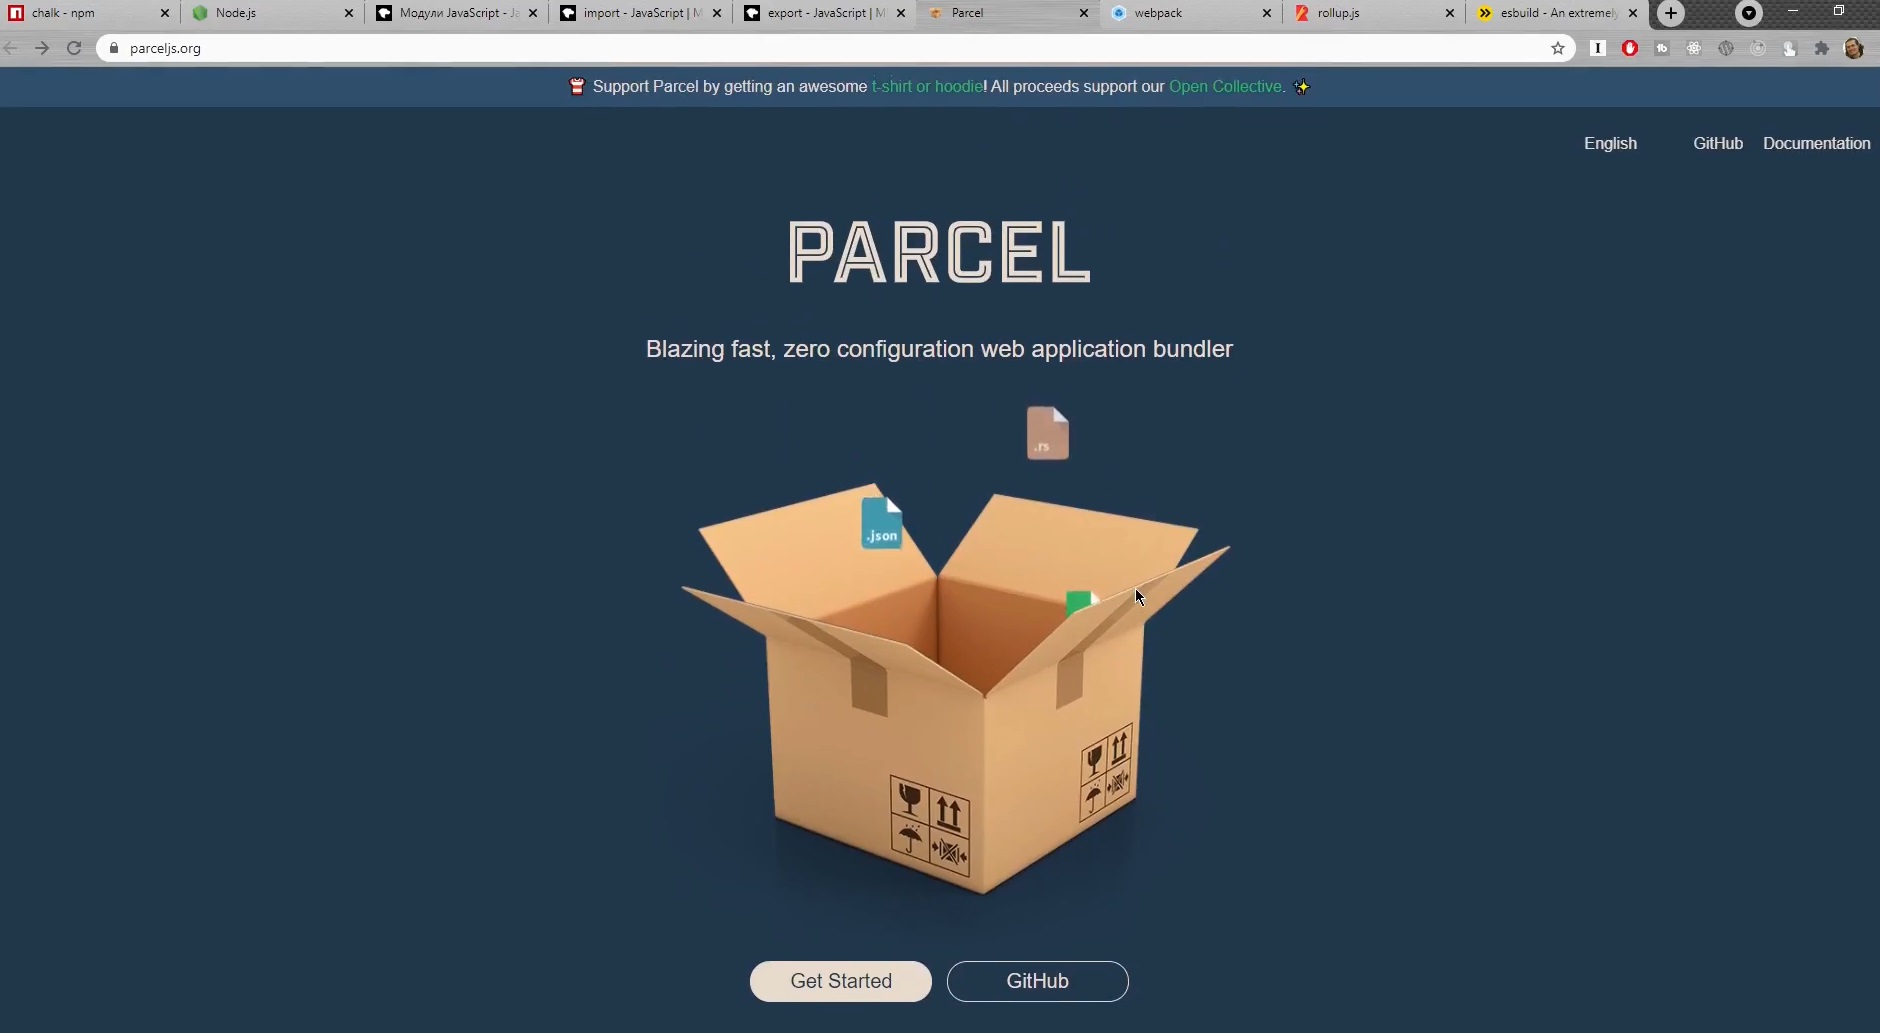 chalk - npm
Node.js
Модули JavaScript - Ja
import - JavaScript | M
export - JavaScript | M
Parcel
webpack
rollup.js
esbuild - An extremely
parceljs.org
Support Parcel by getting an awesome t-shirt or hoodie! All proceeds support our Open Collective.
English
GitHub
Documentation
PARCEL
Blazing fast, zero configuration web application bundler
.rs
.json
Get Started
GitHub